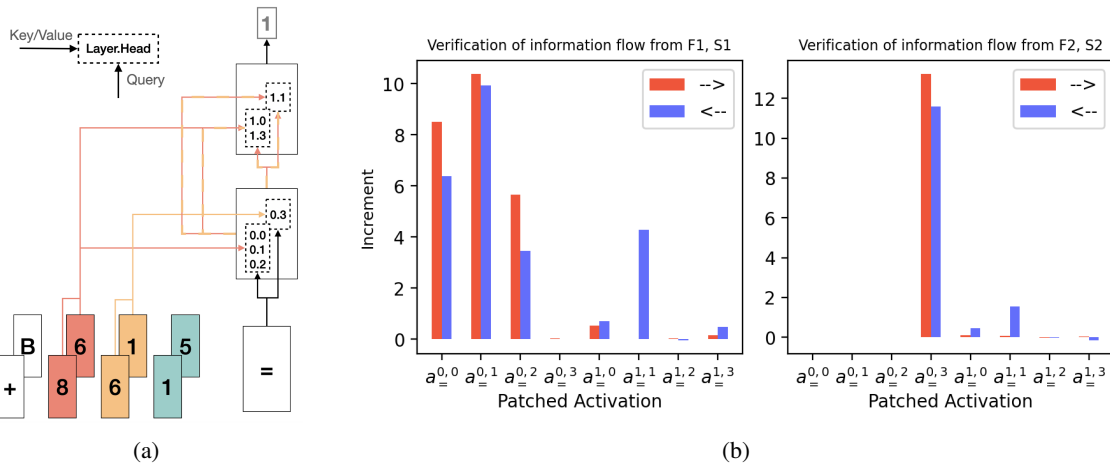 Key/Value
Layer.Head
Query
1
1.1
1.0
1.3
0.3
0.0
0.1
0.2
B 6 1 5
+ 8 6 1
=
(a)
Verification of information flow from F1, S1
-->
<--
Increment
10
8
6
4
2
0
a=^0,0 a=^0,1 a=^0,2 a=^0,3 a=^1,0 a=^1,1 a=^1,2 a=^1,3
Patched Activation
Verification of information flow from F2, S2
-->
<--
12
10
8
6
4
2
0
a=^0,0 a=^0,1 a=^0,2 a=^0,3 a=^1,0 a=^1,1 a=^1,2 a=^1,3
Patched Activation
(b)